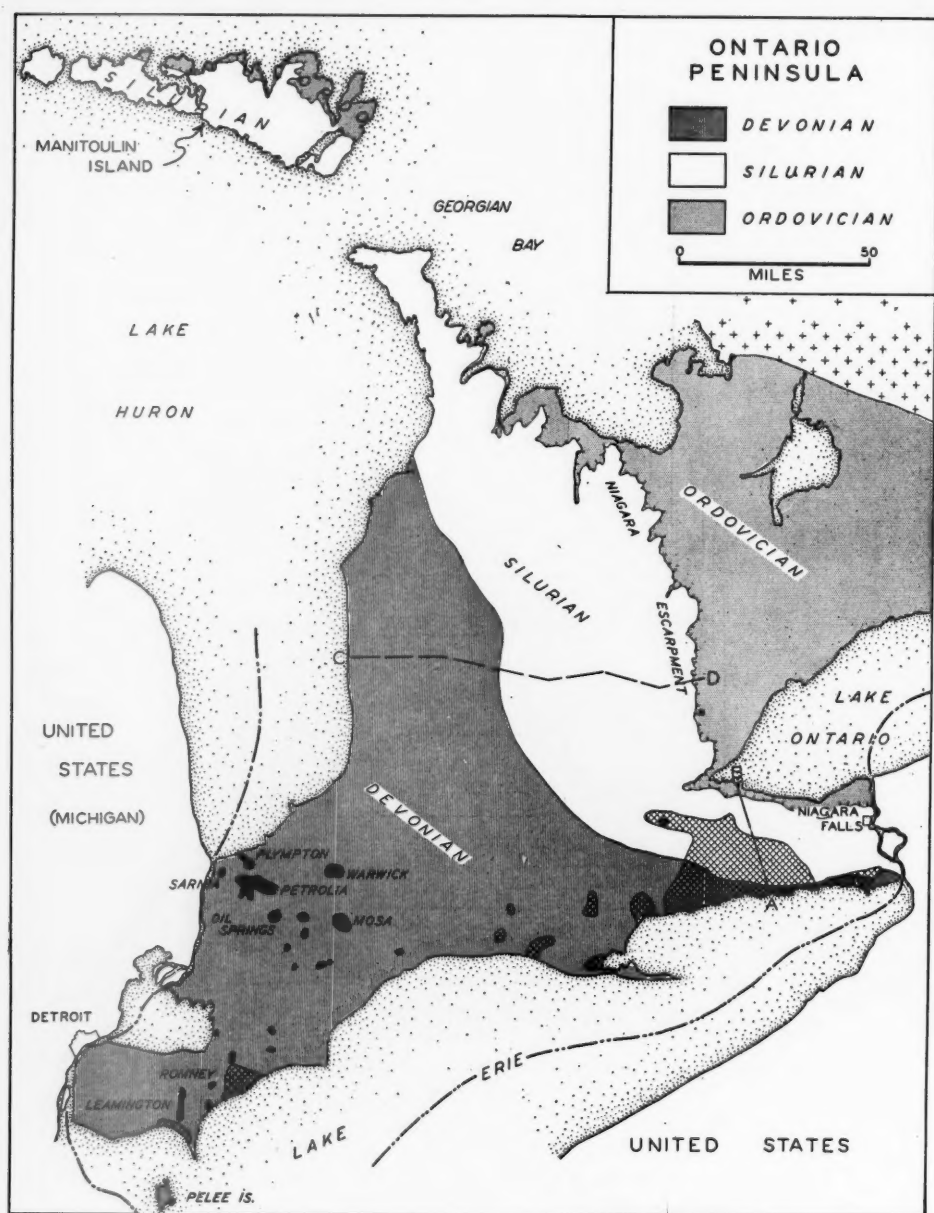 ONTARIO
PENINSULA
DEVONIAN
SILURIAN
ORDOVICIAN
0 50
MILES
SILURIAN
MANITOULIN
ISLAND
GEORGIAN
BAY
LAKE
HURON
NIAGARA
ESCARPMENT
ORDOVICIAN
SILURIAN
C
D
LAKE
ONTARIO
UNITED
STATES
(MICHIGAN)
DEVONIAN
B
NIAGARA
FALLS
PLYMPTON
SARNIA
PETROLIA
WARWICK
OIL
SPRINGS
MOSA
A
DETROIT
ROMNEY
LEAMINGTON
LAKE
ERIE
UNITED STATES
PELEE IS.